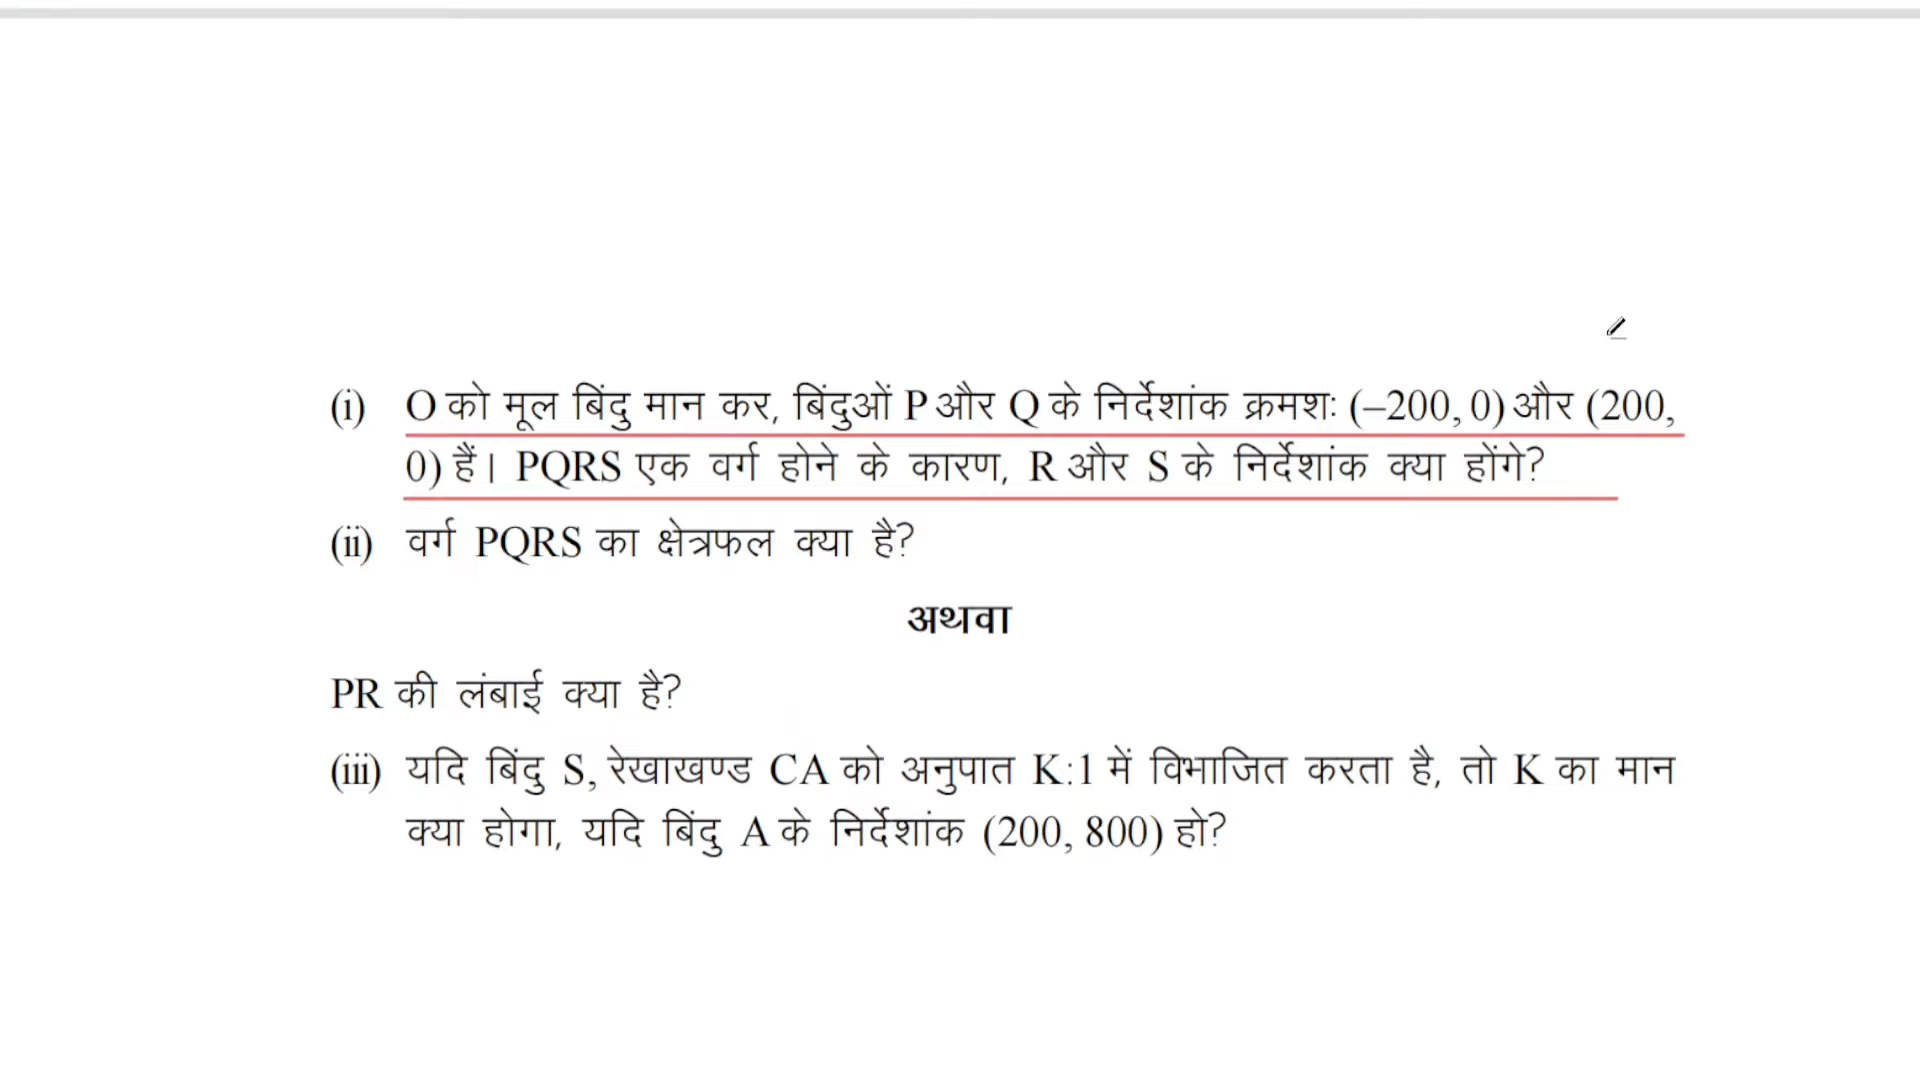 (i) O को मूल बिंदु मान कर, बिंदुओं P और Q के निर्देशांक क्रमशः (–200, 0) और (200,
0) हैं। PQRS एक वर्ग होने के कारण, R और S के निर्देशांक क्या होंगे?
(ii) वर्ग PQRS का क्षेत्रफल क्या है?
अथवा
PR की लंबाई क्या है?
(iii) यदि बिंदु S, रेखाखण्ड CA को अनुपात K:1 में विभाजित करता है, तो K का मान
क्या होगा, यदि बिंदु A के निर्देशांक (200, 800) हो?